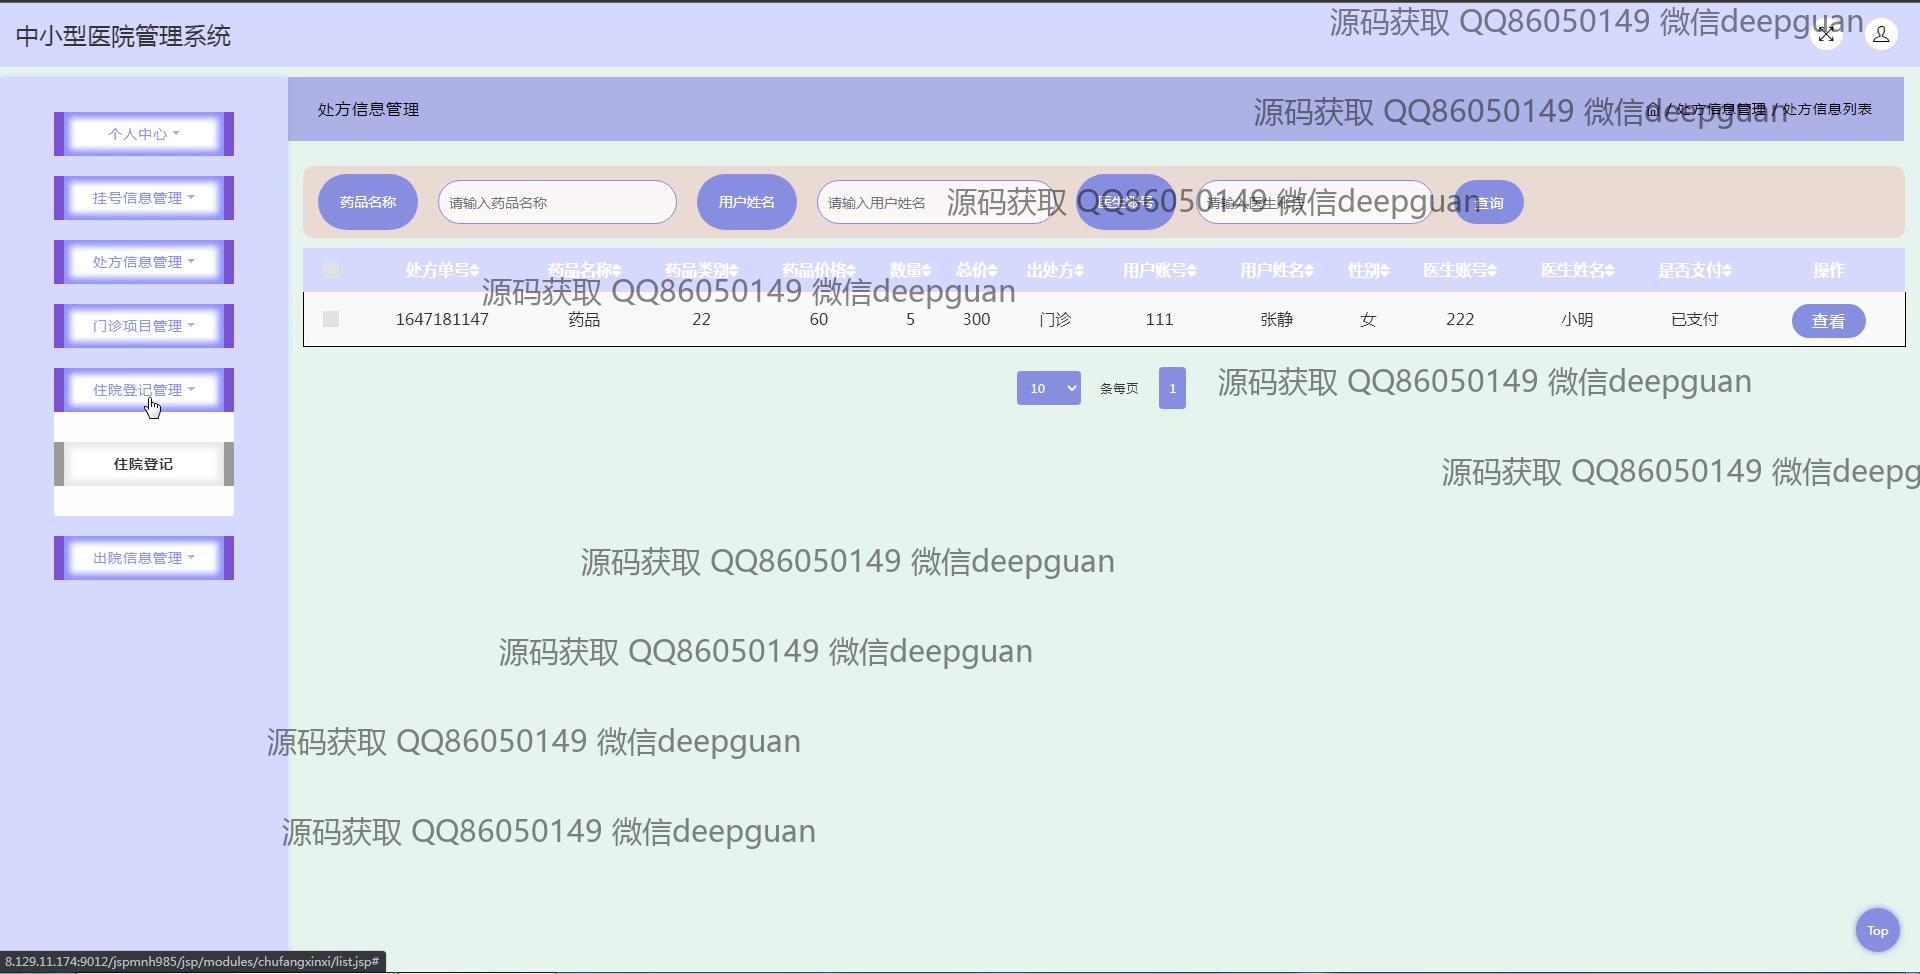 中小型医院管理系统
源码获取 QQ86050149 微信deepguan
个人中心
挂号信息管理
处方信息管理
门诊项目管理
住院登记管理
住院登记
出院信息管理
处方信息管理
源码获取 QQ86050149 微信deepguan
/ 处方信息管理 / 处方信息列表
药品名称 请输入药品名称 用户姓名 请输入用户姓名 医生账号 请输入医生账号 查询
源码获取 QQ86050149 微信deepguan
处方单号 药品名称 药品类别 药品价格 数量 总价 出处方 用户账号 用户姓名 性别 医生账号 医生姓名 是否支付 操作
源码获取 QQ86050149 微信deepguan
1647181147 药品 22 60 5 300 门诊 111 张静 女 222 小明 已支付 查看
10 条每页 1
源码获取 QQ86050149 微信deepguan
源码获取 QQ86050149 微信deepg
源码获取 QQ86050149 微信deepguan
源码获取 QQ86050149 微信deepguan
源码获取 QQ86050149 微信deepguan
源码获取 QQ86050149 微信deepguan
Top
8.129.11.174:9012/jspmnh985/jsp/modules/chufangxinxi/list.jsp#